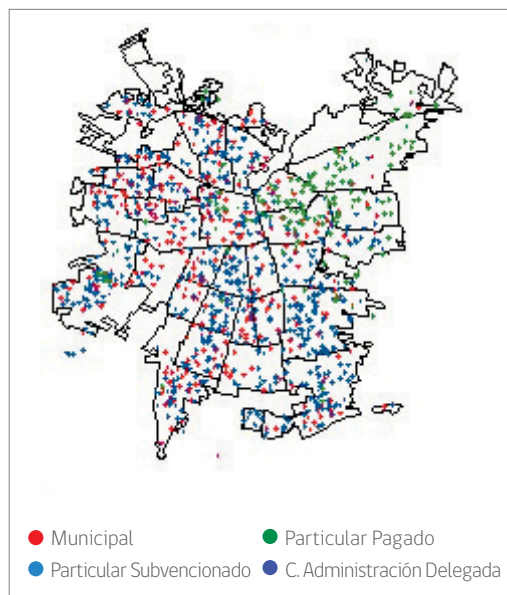 Municipal
Particular Pagado
Particular Subvencionado
C. Administración Delegada